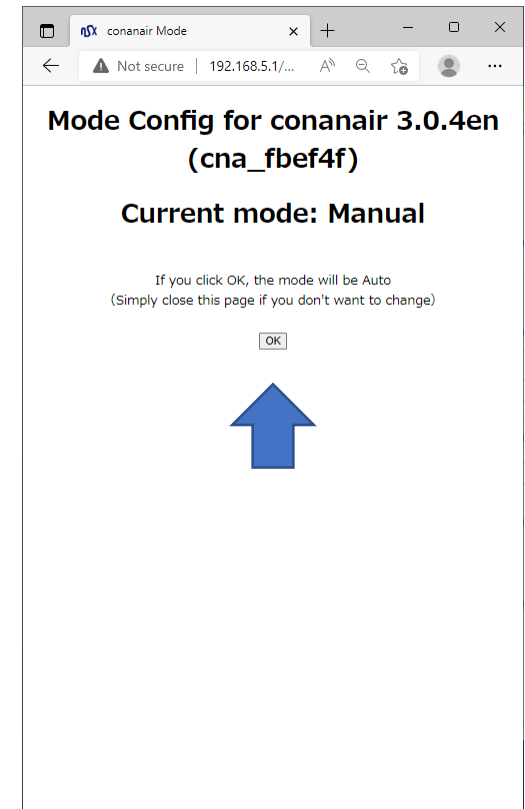 nSX conanair Mode
Not secure | 192.168.5.1/...
Mode Config for conanair 3.0.4en
(cna_fbef4f)
Current mode: Manual
If you click OK, the mode will be Auto
(Simply close this page if you don't want to change)
OK